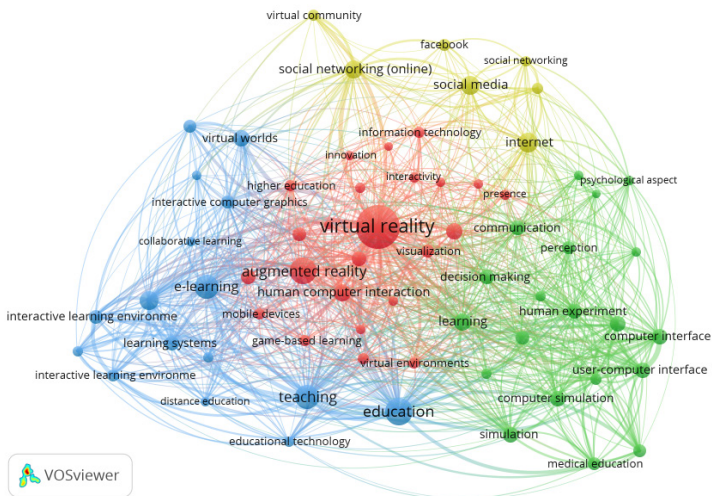 virtual community
facebook
social networking
social networking (online)
social media
information technology
virtual worlds
internet
innovation
interactivity
psychological aspect
higher education
presence
interactive computer graphics
virtual reality
communication
collaborative learning
visualization
perception
augmented reality
decision making
e-learning
human computer interaction
human experiment
interactive learning environme
mobile devices
learning
learning systems
game-based learning
computer interface
virtual environments
user-computer interface
interactive learning environme
teaching
computer simulation
distance education
education
educational technology
simulation
medical education
VOSviewer